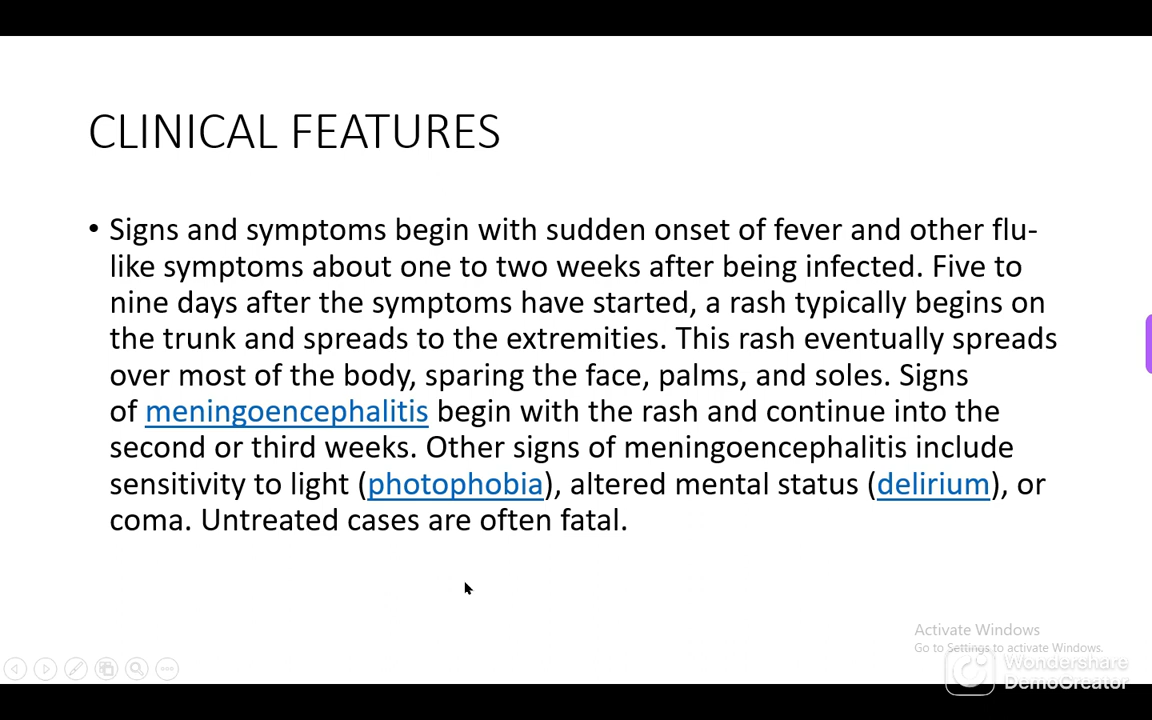 CLINICAL FEATURES
• Signs and symptoms begin with sudden onset of fever and other flu-
like symptoms about one to two weeks after being infected. Five to
nine days after the symptoms have started, a rash typically begins on
the trunk and spreads to the extremities. This rash eventually spreads
over most of the body, sparing the face, palms, and soles. Signs
of meningoencephalitis begin with the rash and continue into the
second or third weeks. Other signs of meningoencephalitis include
sensitivity to light (photophobia), altered mental status (delirium), or
coma. Untreated cases are often fatal.
Activate Windows
Go to Settings to activate Windows.
Wondershare
DemoCreator